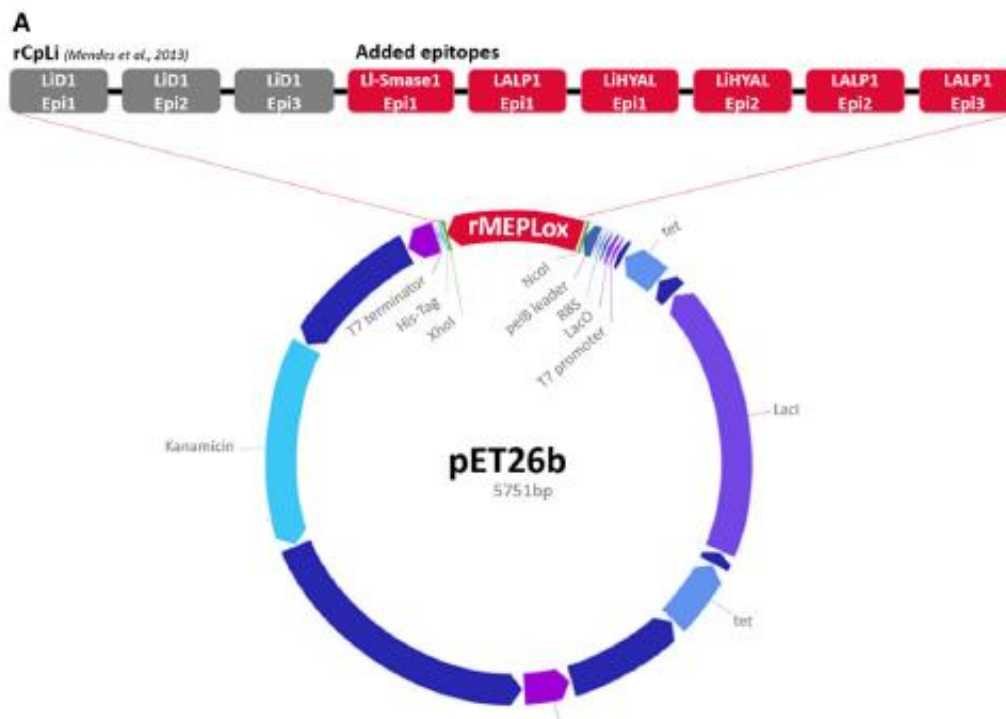 A
rCpLi (Mendes et al., 2013)
Added epitopes
LiD1 Epi1
LiD1 Epi2
LiD1 Epi3
Li-Smase1 Epi1
LALP1 Epi1
LiHYAL Epi1
LiHYAL Epi2
LALP1 Epi2
LALP1 Epi3
rMEPLox
tet
T7 terminator
His-Tag
XhoI
NcoI
pelB leader
RBS
LacO
T7 promoter
LacI
Kanamicin
pET26b
5751bp
tet